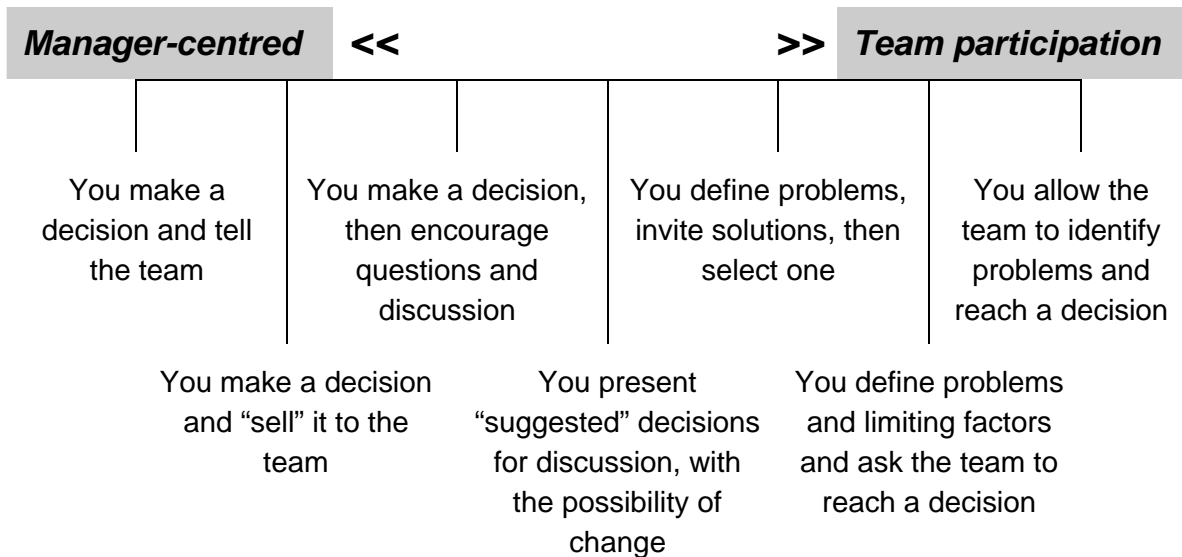 Manager-centred << >> Team participation
You make a
decision and tell
the team
You make a decision
and “sell” it to the
team
You make a decision,
then encourage
questions and
discussion
You present
“suggested” decisions
for discussion, with
the possibility of
change
You define problems,
invite solutions, then
select one
You define problems
and limiting factors
and ask the team to
reach a decision
You allow the
team to identify
problems and
reach a decision